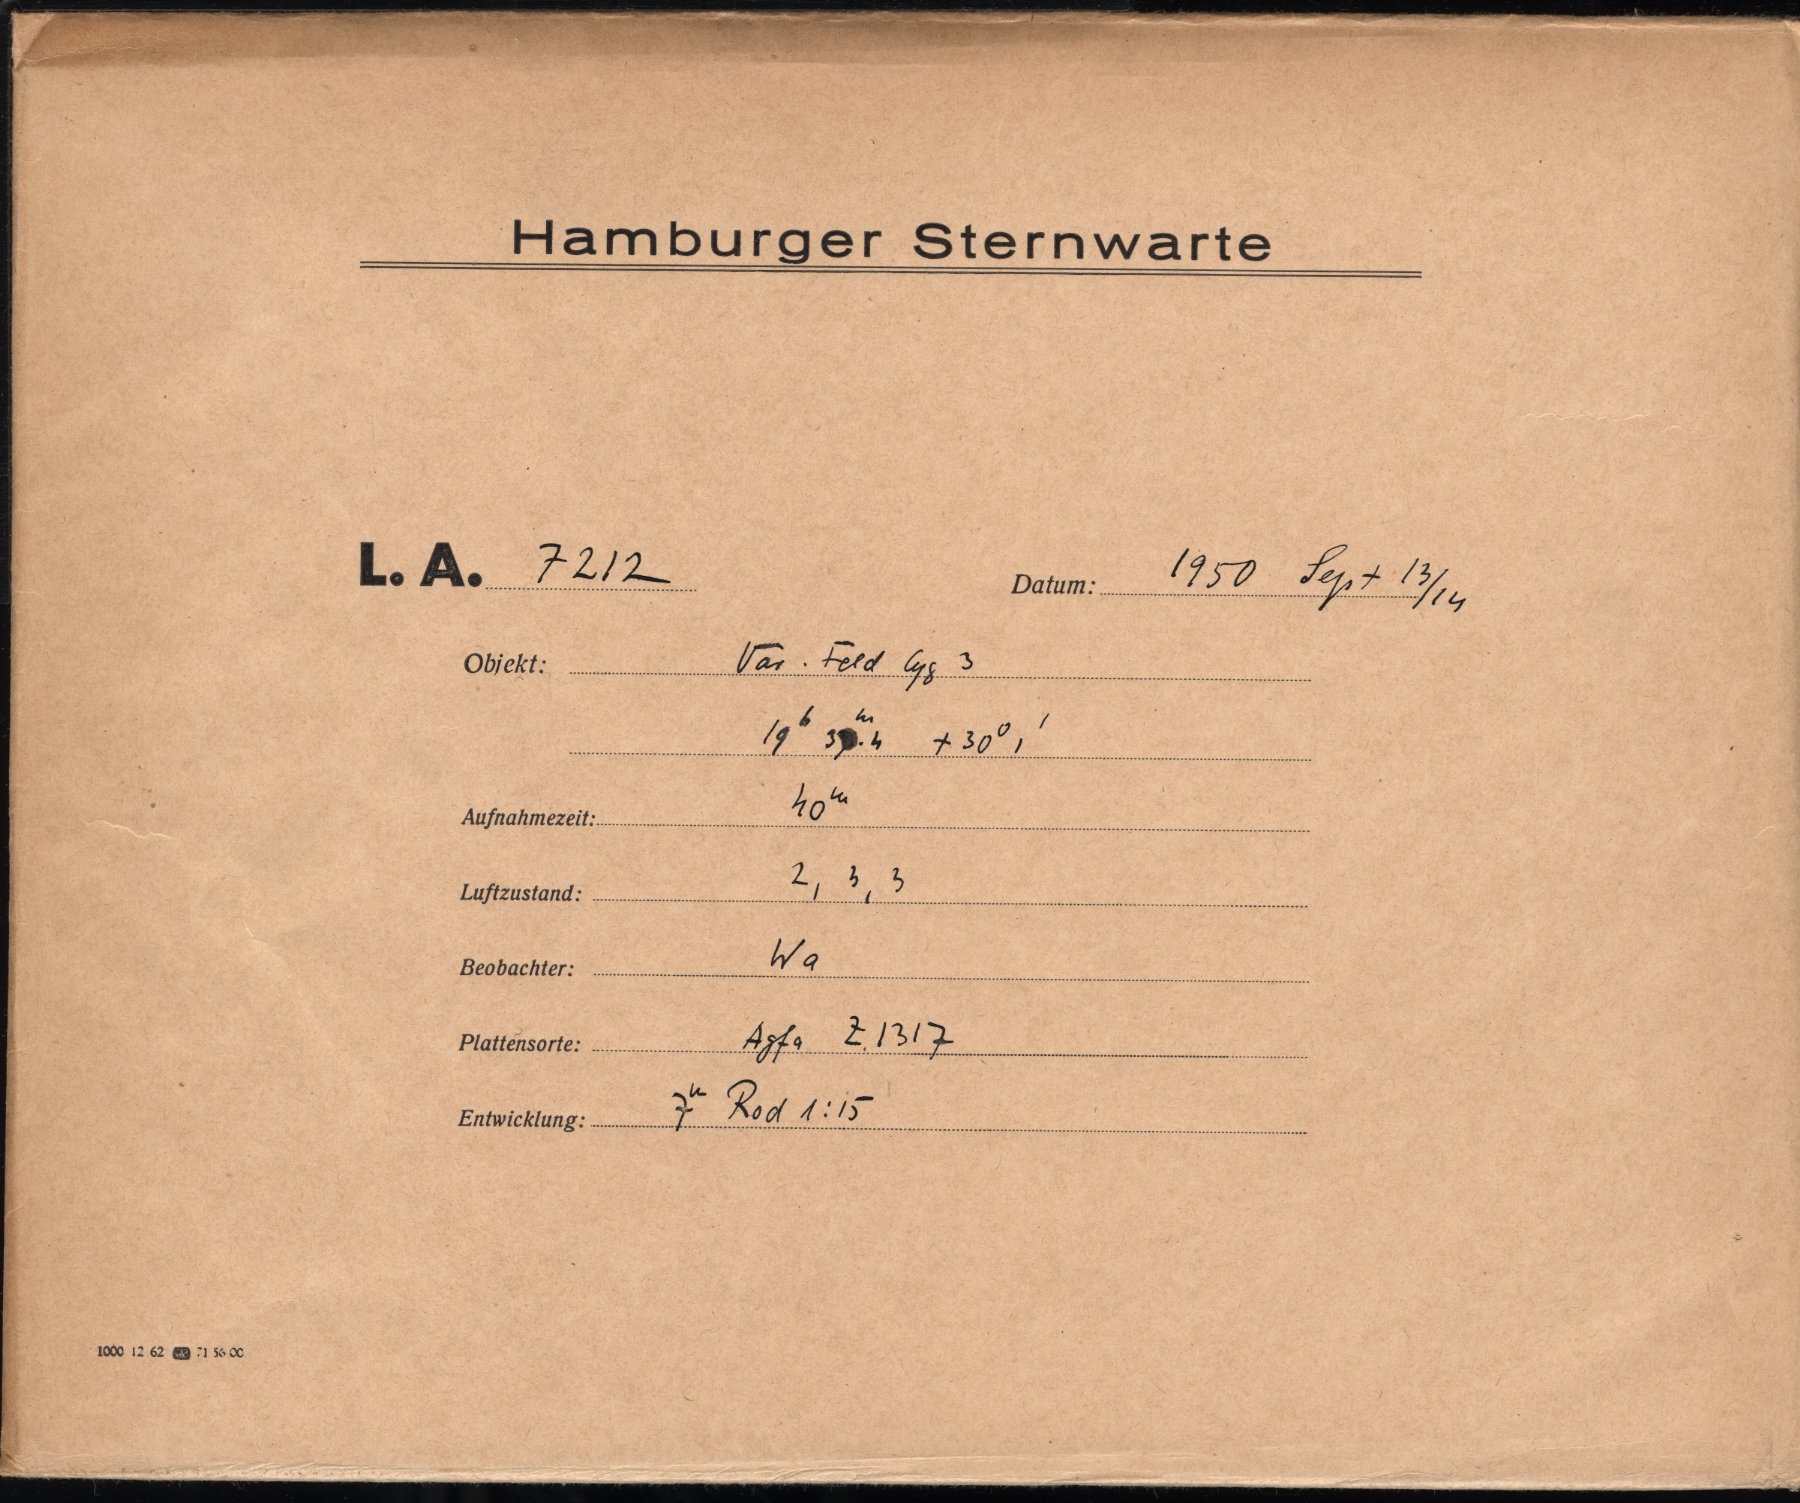 Hamburger Sternwarte
L. A. 7212 Datum: 1950 Sept 13/14
Objekt: Var. Feld Cyg 3
19h 39m.4 +30° 1'
Aufnahmezeit: 40m
Luftzustand: 2, 3, 3
Beobachter: Wa
Plattensorte: Agfa Z.1317
Entwicklung: 7m Rod 1:15
1000 12 62 71 56 00